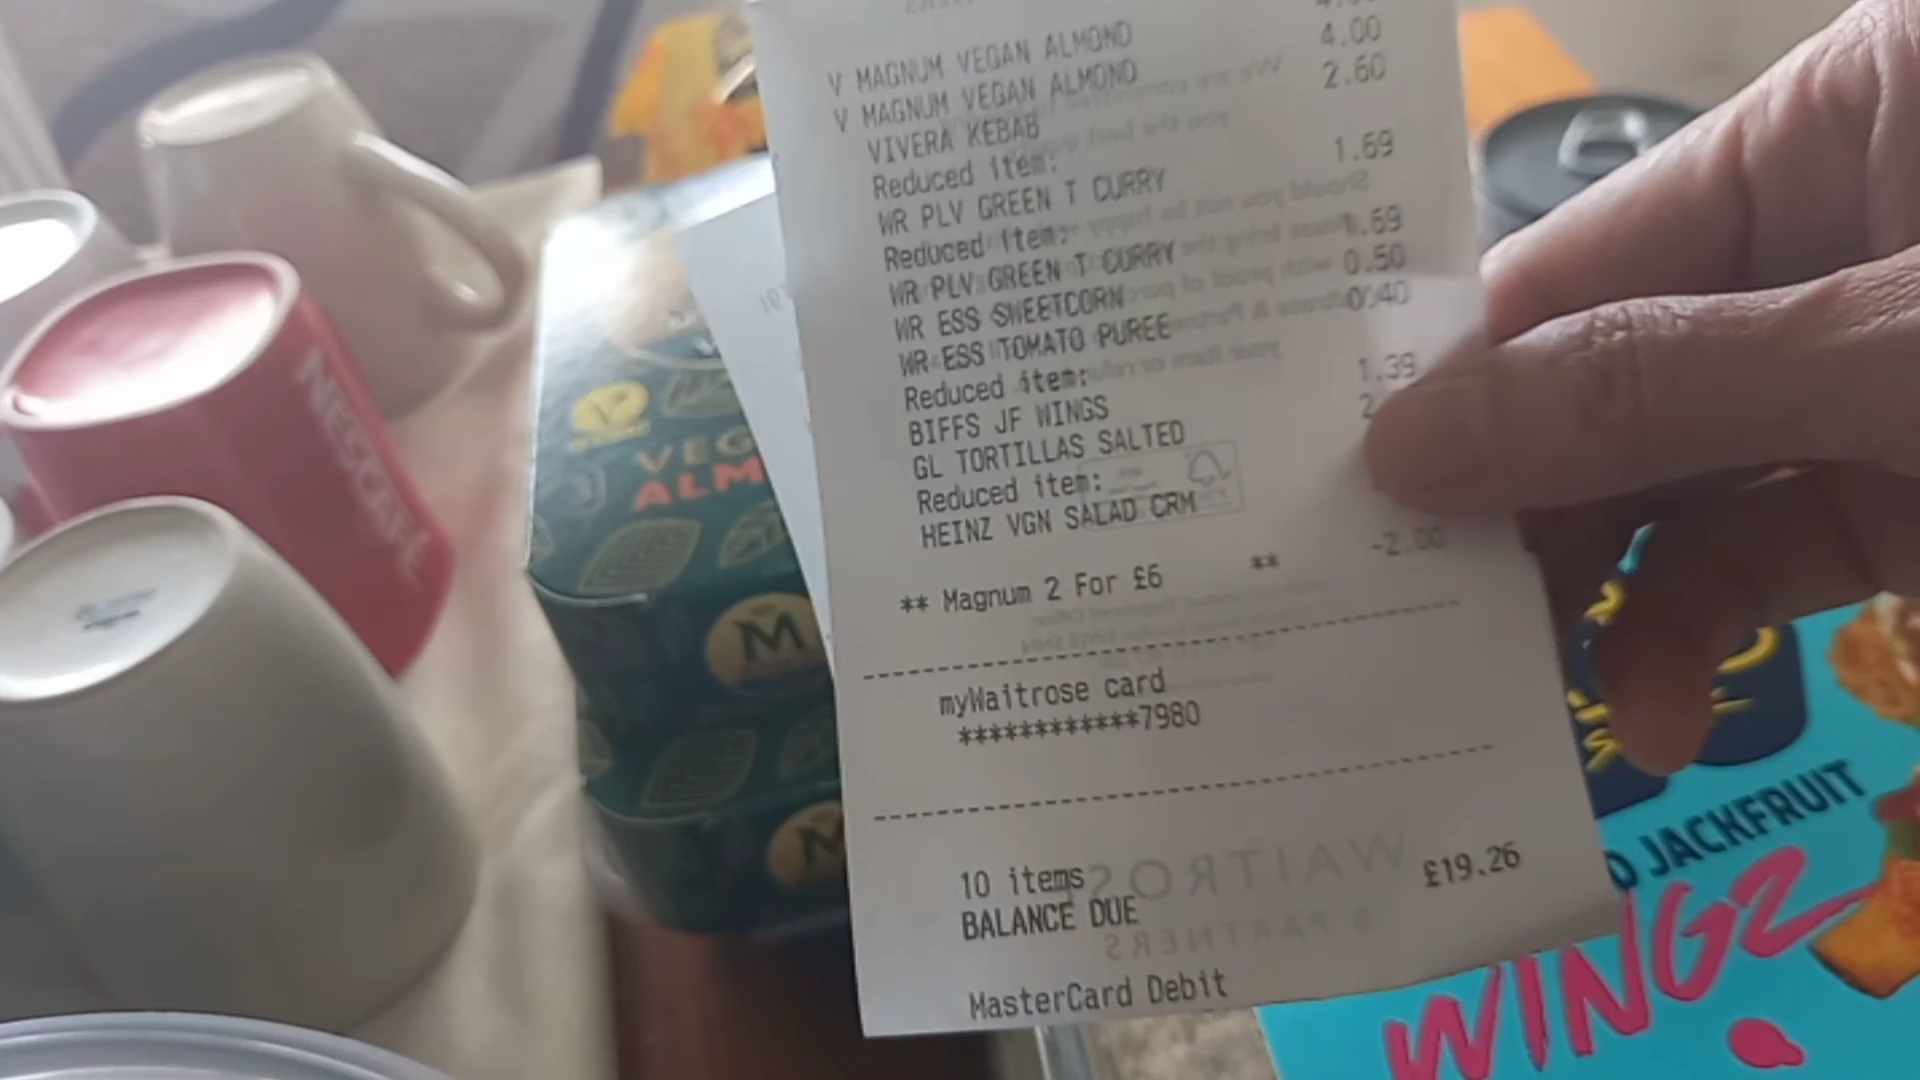 V MAGNUM VEGAN ALMOND
V MAGNUM VEGAN ALMOND 4.00
VIVERA KEBAB 2.60
Reduced item:
WR PLV GREEN T CURRY 1.69
Reduced item:
WR PLV GREEN T CURRY 1.69
WR ESS SWEETCORN 0.50
WR ESS TOMATO PUREE 0.40
Reduced item:
BIFFS JF WINGS 1.39
GL TORTILLAS SALTED 2
Reduced item:
HEINZ VGN SALAD CRM
** Magnum 2 For £6 ** -2.00
myWaitrose card
************7980
10 items
BALANCE DUE £19.26
MasterCard Debit
WAITROS
& PARTNERS
NESCAFÉ
V
VEG
ALM
M
M
JACKFRUIT
WINGZ